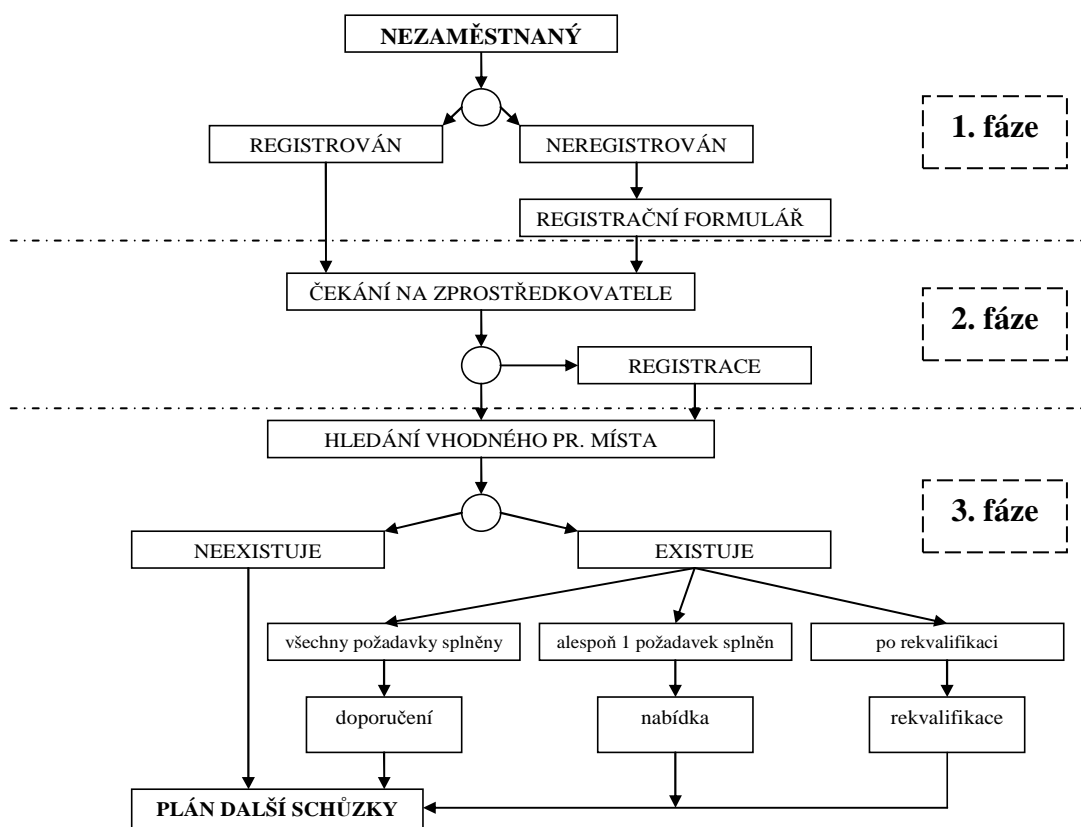 NEZAMĚSTNANÝ
1. fáze
REGISTROVÁN
NEREGISTROVÁN
REGISTRAČNÍ FORMULÁŘ
ČEKÁNÍ NA ZPROSTŘEDKOVATELE
2. fáze
REGISTRACE
HLEDÁNÍ VHODNÉHO PR. MÍSTA
3. fáze
NEEXISTUJE
EXISTUJE
všechny požadavky splněny
alespoň 1 požadavek splněn
po rekvalifikaci
doporučení
nabídka
rekvalifikace
PLÁN DALŠÍ SCHŮZKY